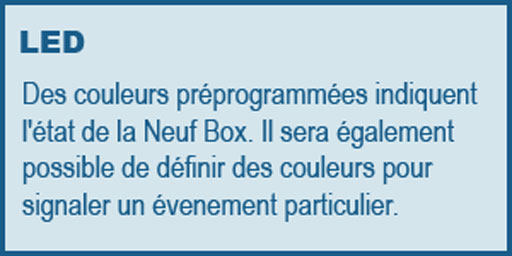 LED
Des couleurs préprogrammées indiquent
l'état de la Neuf Box. Il sera également
possible de définir des couleurs pour
signaler un évenement particulier.